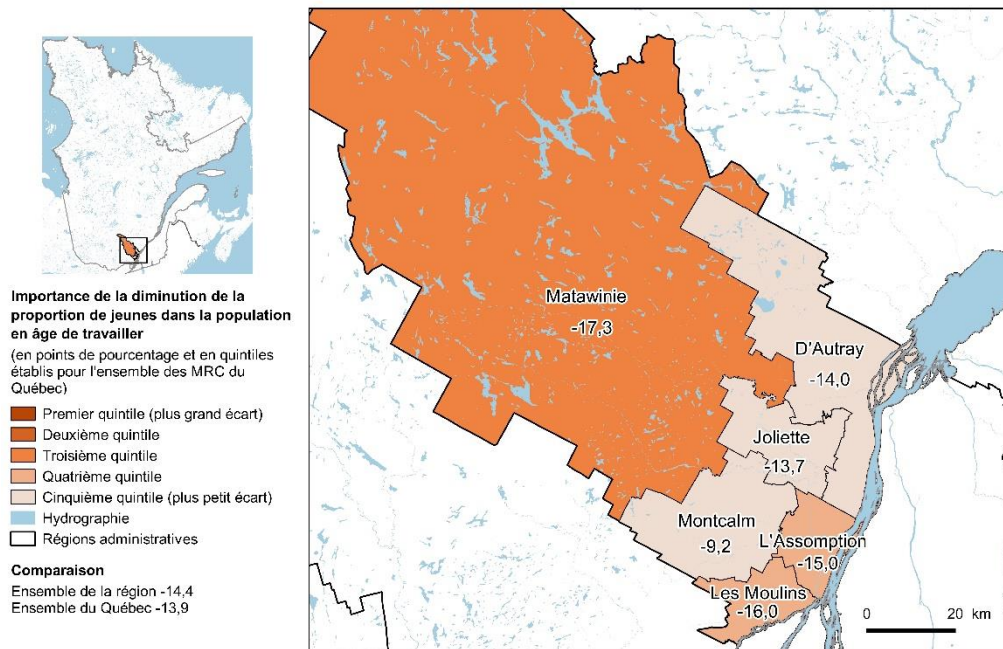 Importance de la diminution de la
proportion de jeunes dans la population
en âge de travailler
(en points de pourcentage et en quintiles
établis pour l'ensemble des MRC du
Québec)
Premier quintile (plus grand écart)
Deuxième quintile
Troisième quintile
Quatrième quintile
Cinquième quintile (plus petit écart)
Hydrographie
Régions administratives
Comparaison
Ensemble de la région -14,4
Ensemble du Québec -13,9
Matawinie
-17,3
D'Autray
-14,0
Joliette
-13,7
Montcalm
-9,2
L'Assomption
-15,0
Les Moulins
-16,0
0 20 km